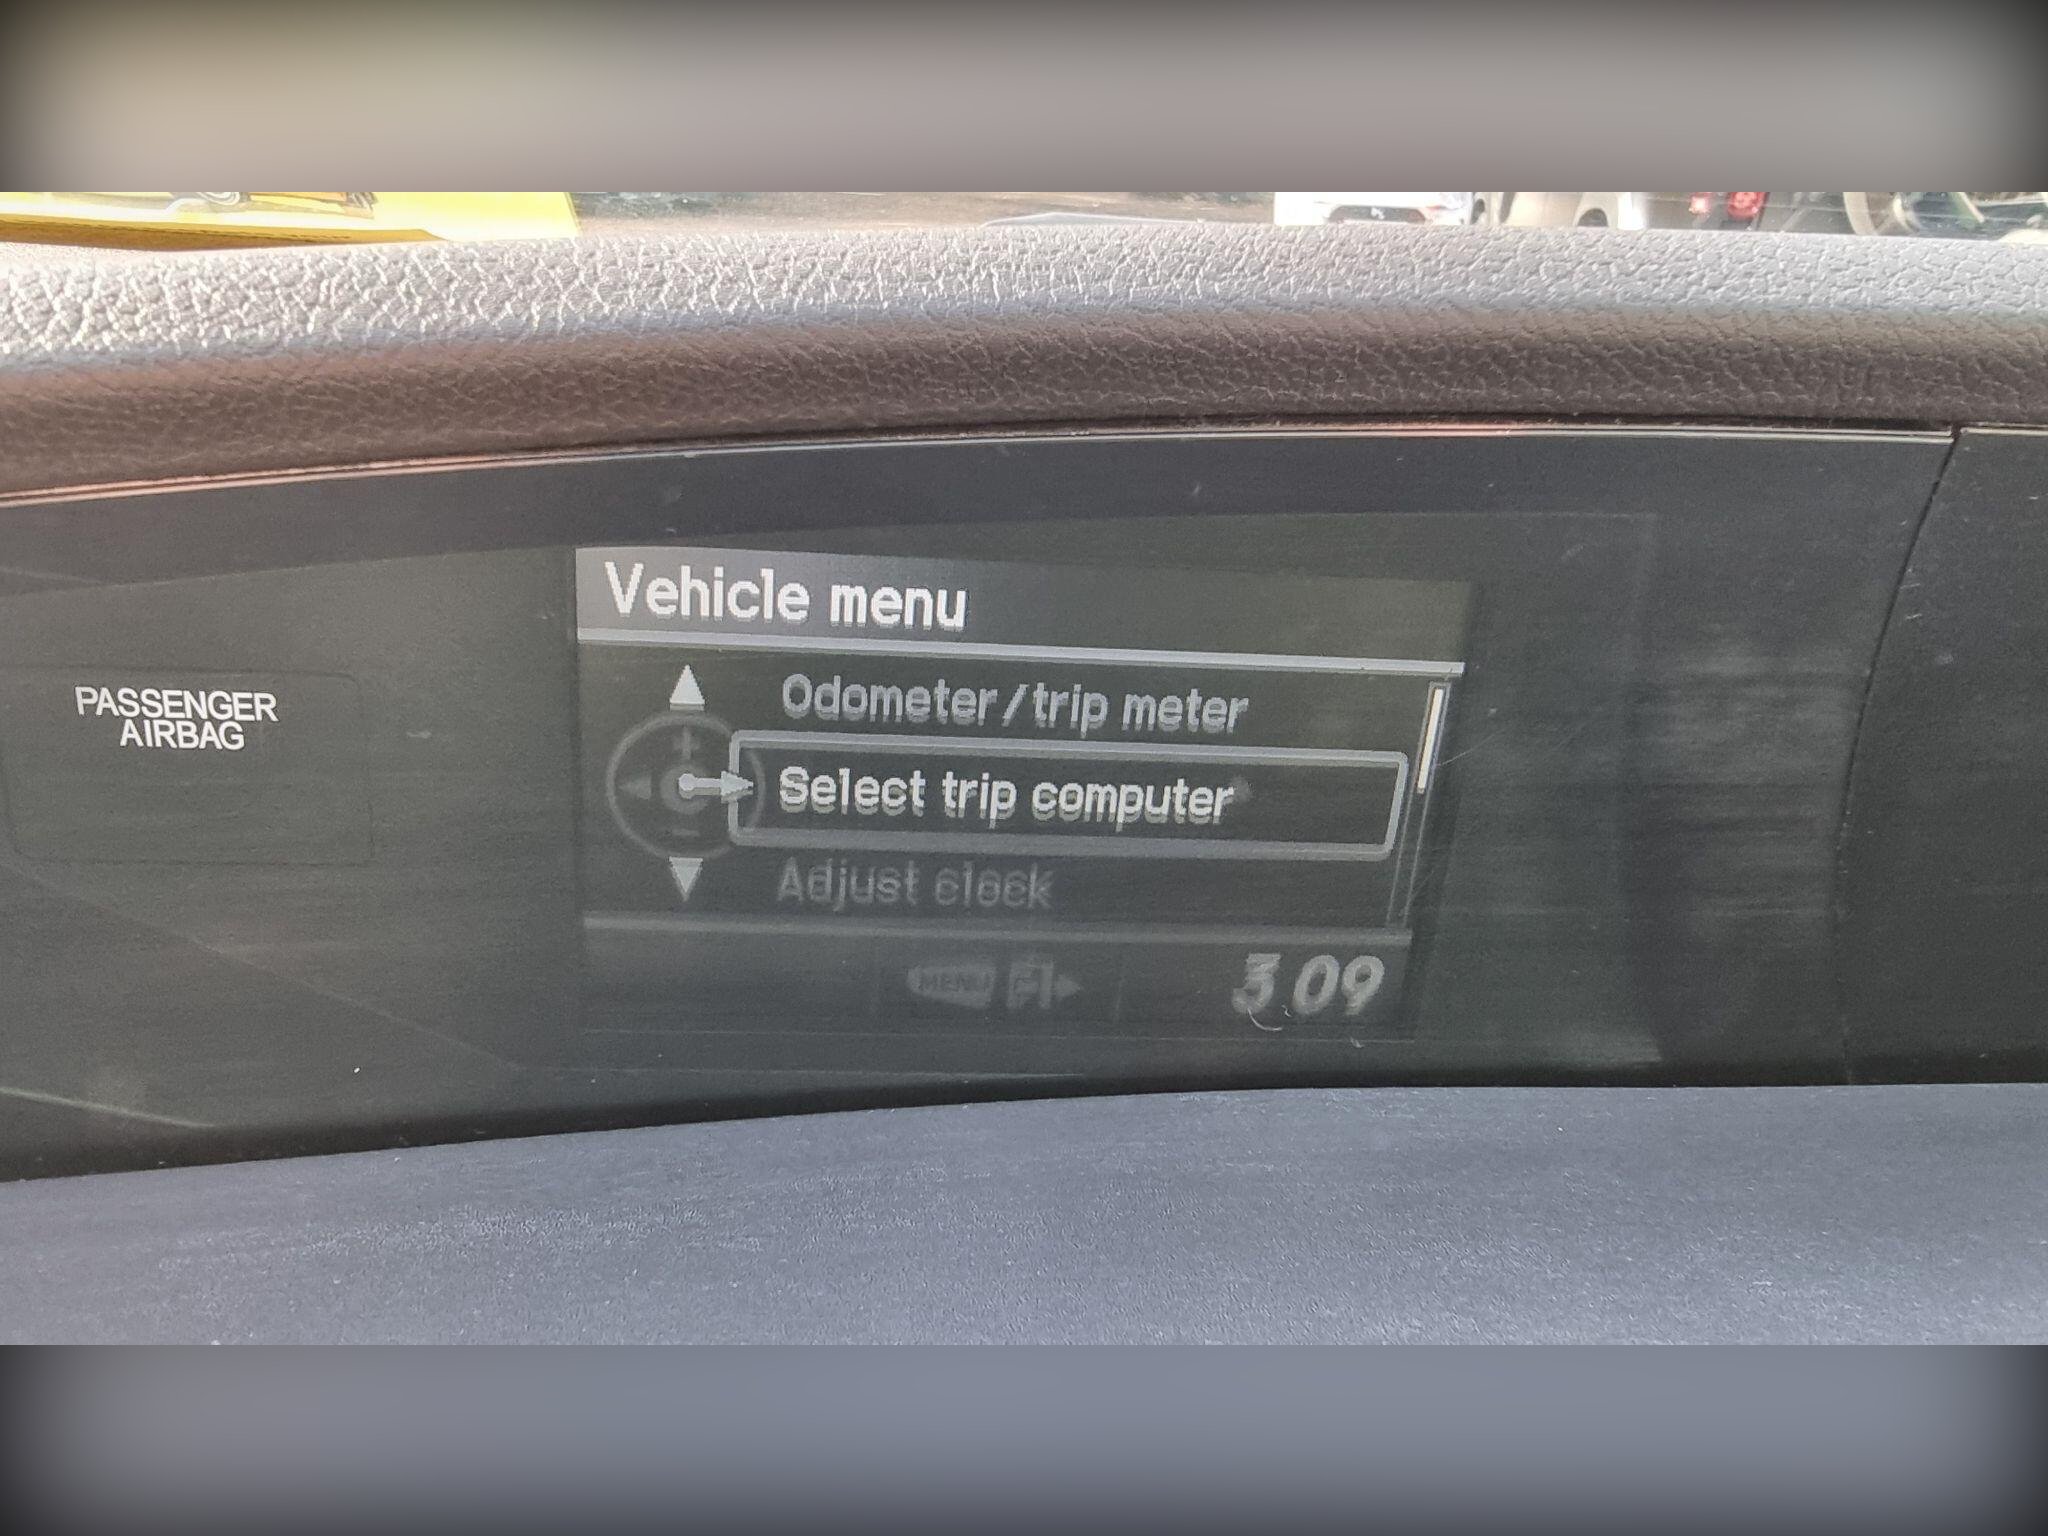 Vehicle menu
Odometer/trip meter
Select trip computer
Adjust clock
MENU
3 09
PASSENGER
AIRBAG
+
-